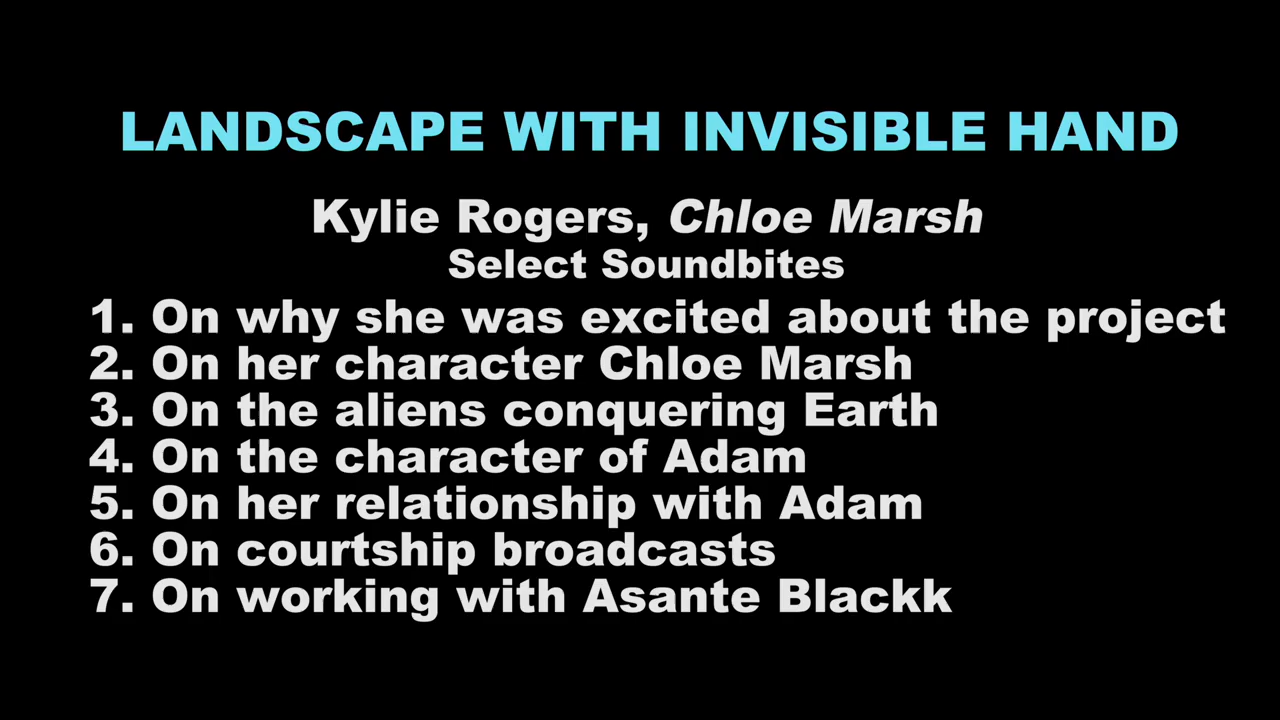 LANDSCAPE WITH INVISIBLE HAND
Kylie Rogers, Chloe Marsh
Select Soundbites
1. On why she was excited about the project
2. On her character Chloe Marsh
3. On the aliens conquering Earth
4. On the character of Adam
5. On her relationship with Adam
6. On courtship broadcasts
7. On working with Asante Blackk